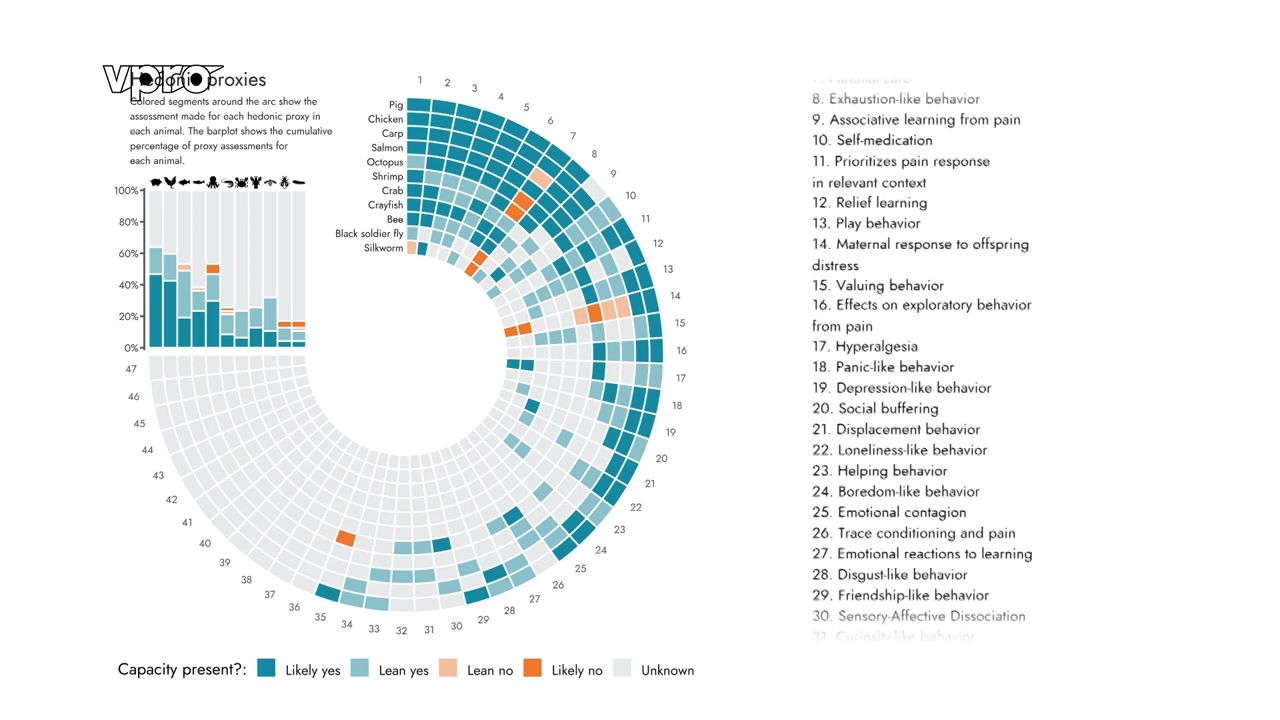 vpro
Hedonic proxies
Colored segments around the arc show the
assessment made for each hedonic proxy in
each animal. The barplot shows the cumulative
percentage of proxy assessments for
each animal.
100%
80%
60%
40%
20%
0%
Pig
Chicken
Carp
Salmon
Octopus
Shrimp
Crab
Crayfish
Bee
Black soldier fly
Silkworm
1
2
3
4
5
6
7
8
9
10
11
12
13
14
15
16
17
18
19
20
21
22
23
24
25
26
27
28
29
30
31
32
33
34
35
36
37
38
39
40
41
42
43
44
45
46
47
Capacity present?: Likely yes Lean yes Lean no Likely no Unknown
7. Parental care
8. Exhaustion-like behavior
9. Associative learning from pain
10. Self-medication
11. Prioritizes pain response
in relevant context
12. Relief learning
13. Play behavior
14. Maternal response to offspring
distress
15. Valuing behavior
16. Effects on exploratory behavior
from pain
17. Hyperalgesia
18. Panic-like behavior
19. Depression-like behavior
20. Social buffering
21. Displacement behavior
22. Loneliness-like behavior
23. Helping behavior
24. Boredom-like behavior
25. Emotional contagion
26. Trace conditioning and pain
27. Emotional reactions to learning
28. Disgust-like behavior
29. Friendship-like behavior
30. Sensory-Affective Dissociation
31. Curiosity-like behavior